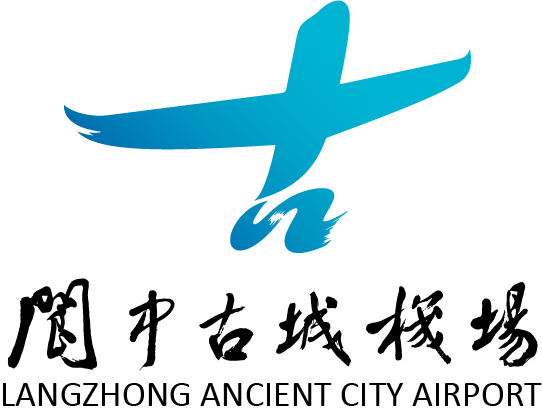 閬中古城機場
LANGZHONG ANCIENT CITY AIRPORT